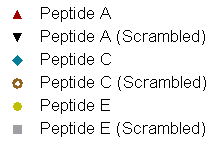 Peptide A
Peptide A (Scrambled)
Peptide C
Peptide C (Scrambled)
Peptide E
Peptide E (Scrambled)